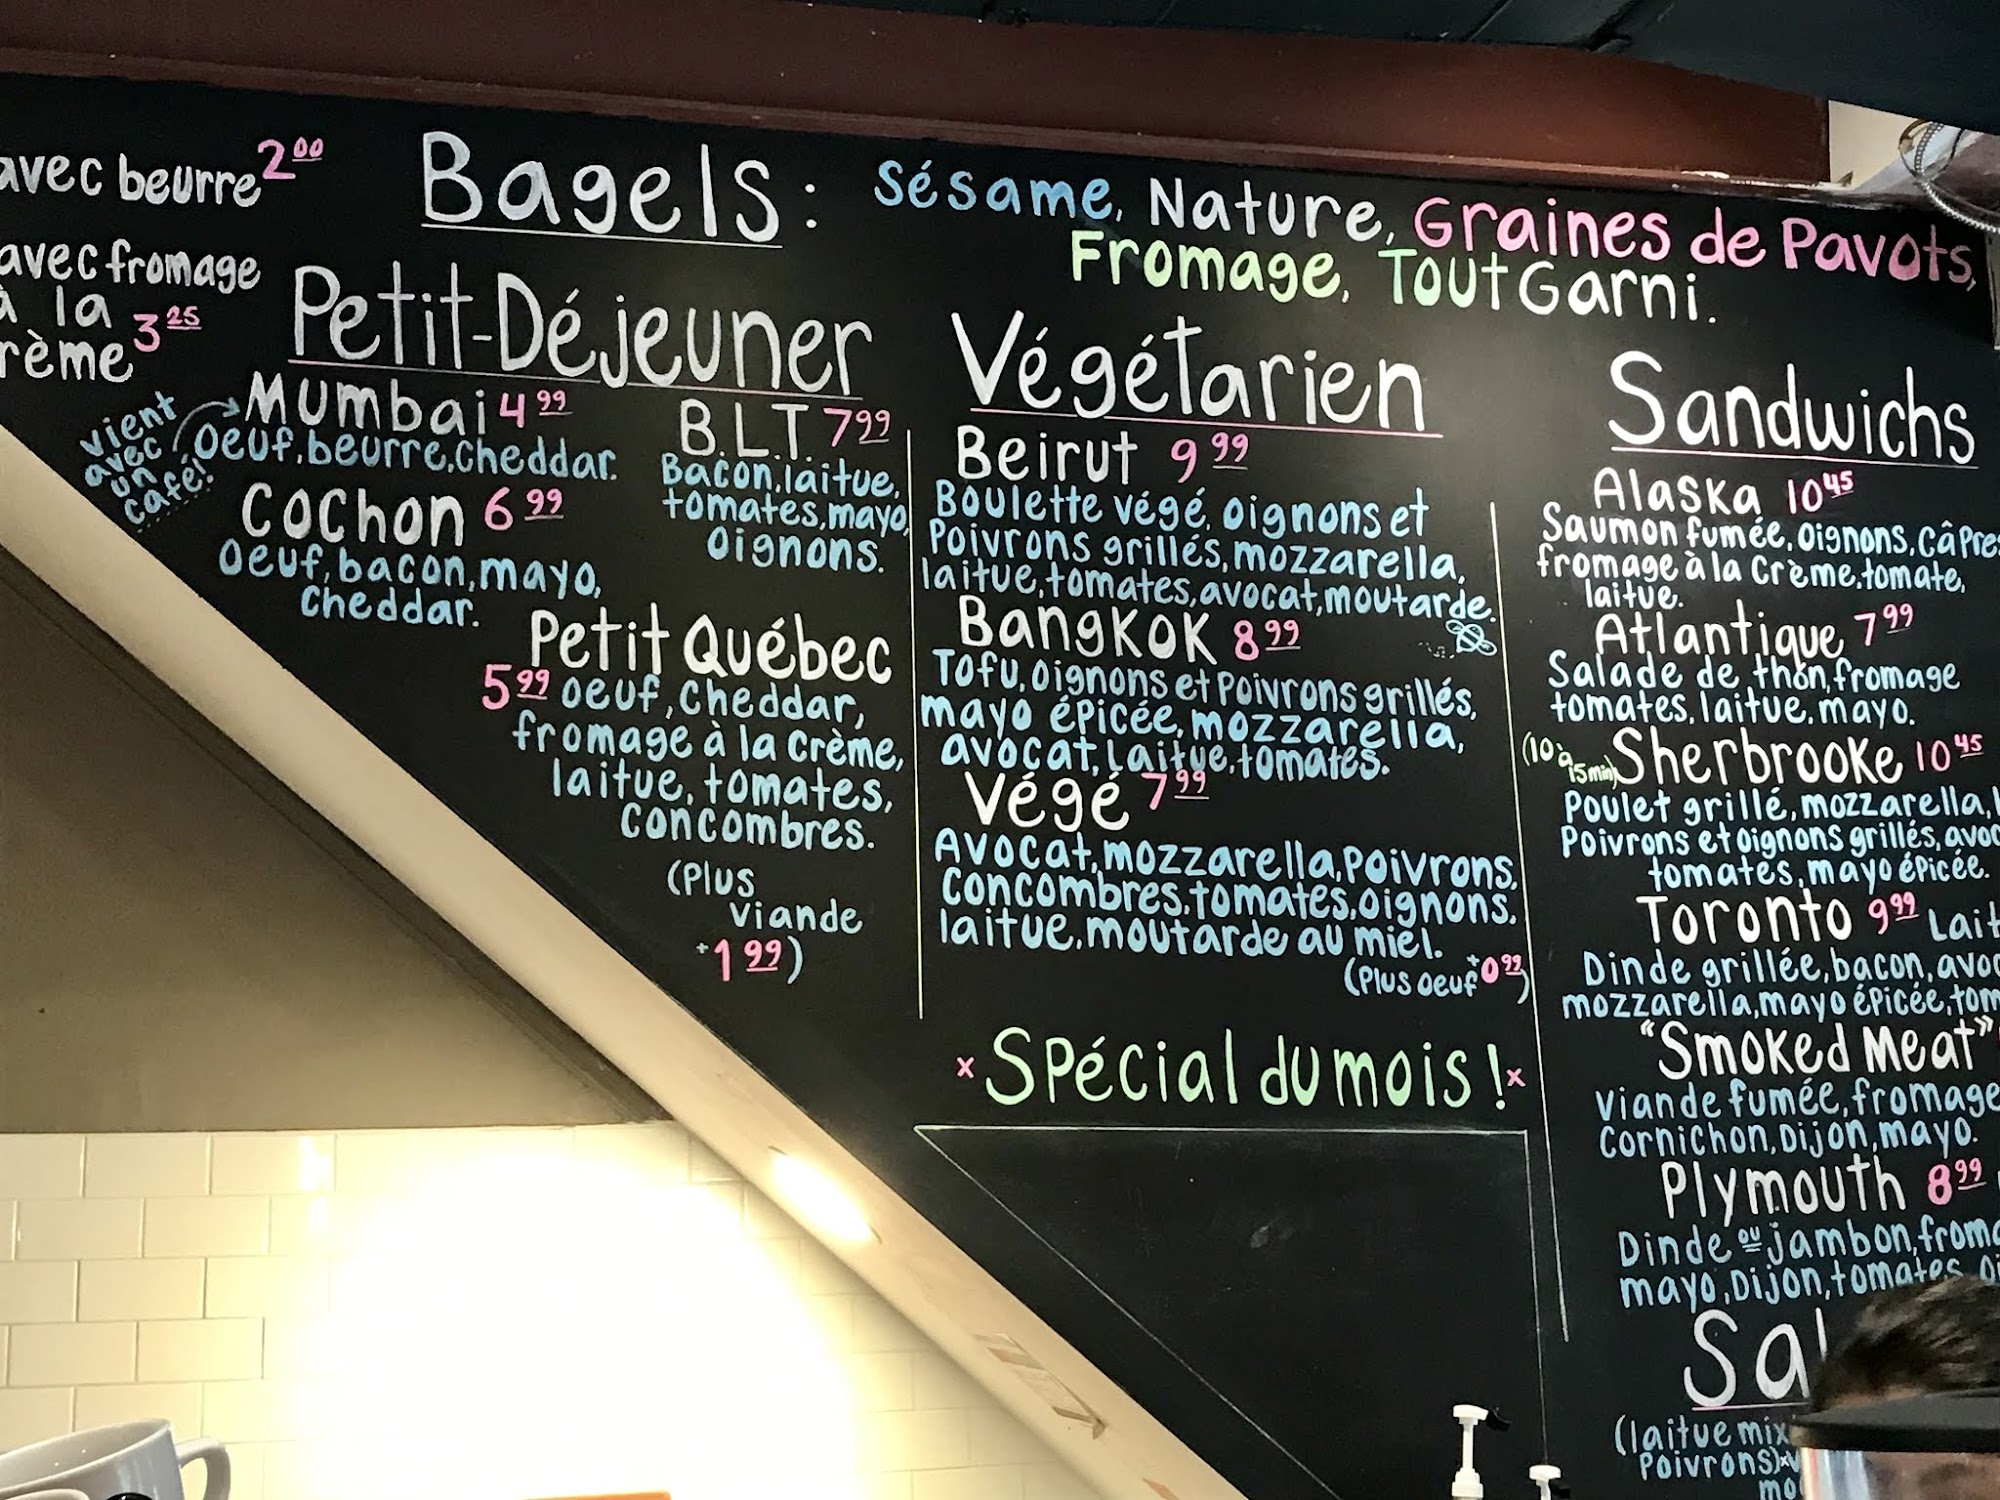 avec beurre 2 00
avec fromage
à la
3 25
Bagels: Sésame, Nature, Graines de Pavots,
Fromage, Tout Garni.
Petit-Déjeuner
vient
avec
un
café!
Mumbai 4 99
Oeuf, beurre, cheddar.
Cochon 6 99
Oeuf, bacon, mayo,
cheddar.
B.L.T. 7 99
Bacon, laitue,
tomates, mayo,
oignons.
Petit Québec
5 99 oeuf, cheddar,
fromage à la crème,
laitue, tomates,
concombres.
(Plus
viande
+1 99)
Végétarien
Beirut 9 99
Boulette végé, oignons et
Poivrons grillés, mozzarella,
laitue, tomates, avocat, moutarde.
Bangkok 8 99
Tofu, oignons et poivrons grillés,
mayo épicée, mozzarella,
avocat, laitue, tomates.
Végé 7 99
Avocat, mozzarella, poivrons,
concombres, tomates, oignons,
laitue, moutarde au miel.
(Plus oeuf +0 99)
x Spécial du mois! x
Sandwichs
Alaska 10 45
Saumon fumée, oignons, câpres
fromage à la crème, tomate,
laitue.
Atlantique 7 99
Salade de thon, fromage
tomates, laitue, mayo.
(10 à
15 min) Sherbrooke 10 45
Poulet grillé, mozzarella,
Poivrons et oignons grillés,
tomates, mayo épicée.
Toronto 9 99
Dinde grillée, bacon,
mozzarella, mayo épicée,
"Smoked Meat"
Viande fumée, fromage
Cornichon, Dijon, mayo.
Plymouth 8 99
Dinde ou jambon,
mayo, Dijon, tomates,
(laitue
Poivrons)